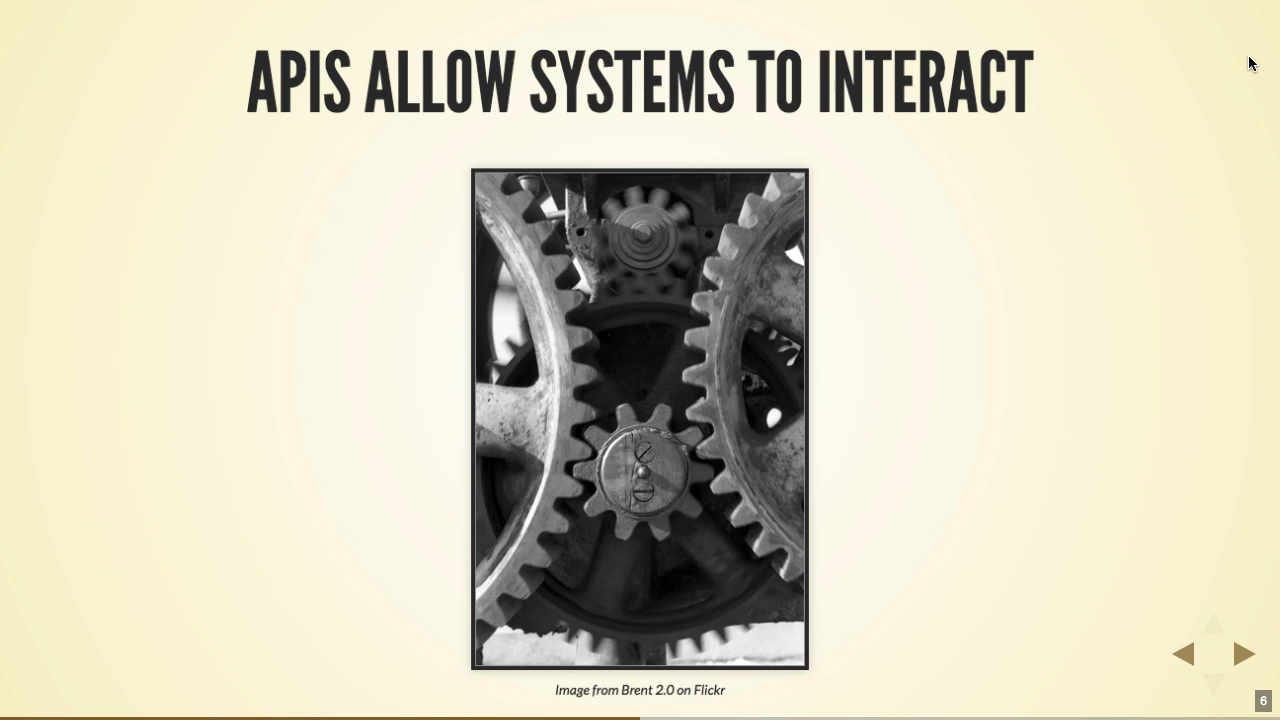 APIS ALLOW SYSTEMS TO INTERACT
Image from Brent 2.0 on Flickr
6